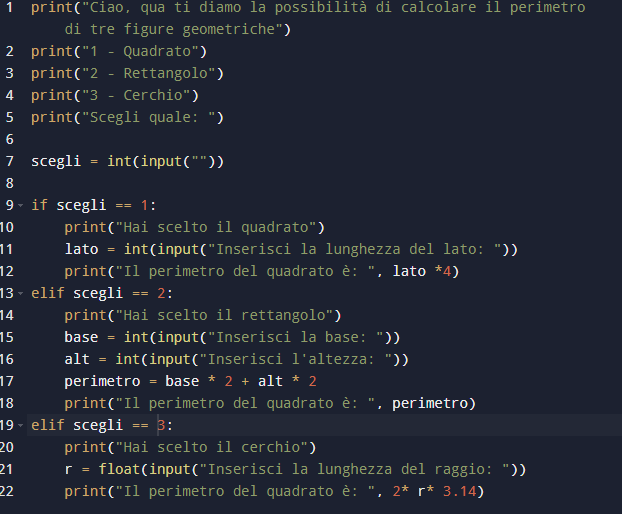 1 print("Ciao, qua ti diamo la possibilità di calcolare il perimetro
di tre figure geometriche")
2 print("1 - Quadrato")
3 print("2 - Rettangolo")
4 print("3 - Cerchio")
5 print("Scegli quale: ")
6
7 scegli = int(input(""))
8
9 if scegli == 1:
10     print("Hai scelto il quadrato")
11     lato = int(input("Inserisci la lunghezza del lato: "))
12     print("Il perimetro del quadrato è: ", lato *4)
13 elif scegli == 2:
14     print("Hai scelto il rettangolo")
15     base = int(input("Inserisci la base: "))
16     alt = int(input("Inserisci l'altezza: "))
17     perimetro = base * 2 + alt * 2
18     print("Il perimetro del quadrato è: ", perimetro)
19 elif scegli == 3:
20     print("Hai scelto il cerchio")
21     r = float(input("Inserisci la lunghezza del raggio: "))
22     print("Il perimetro del quadrato è: ", 2* r* 3.14)